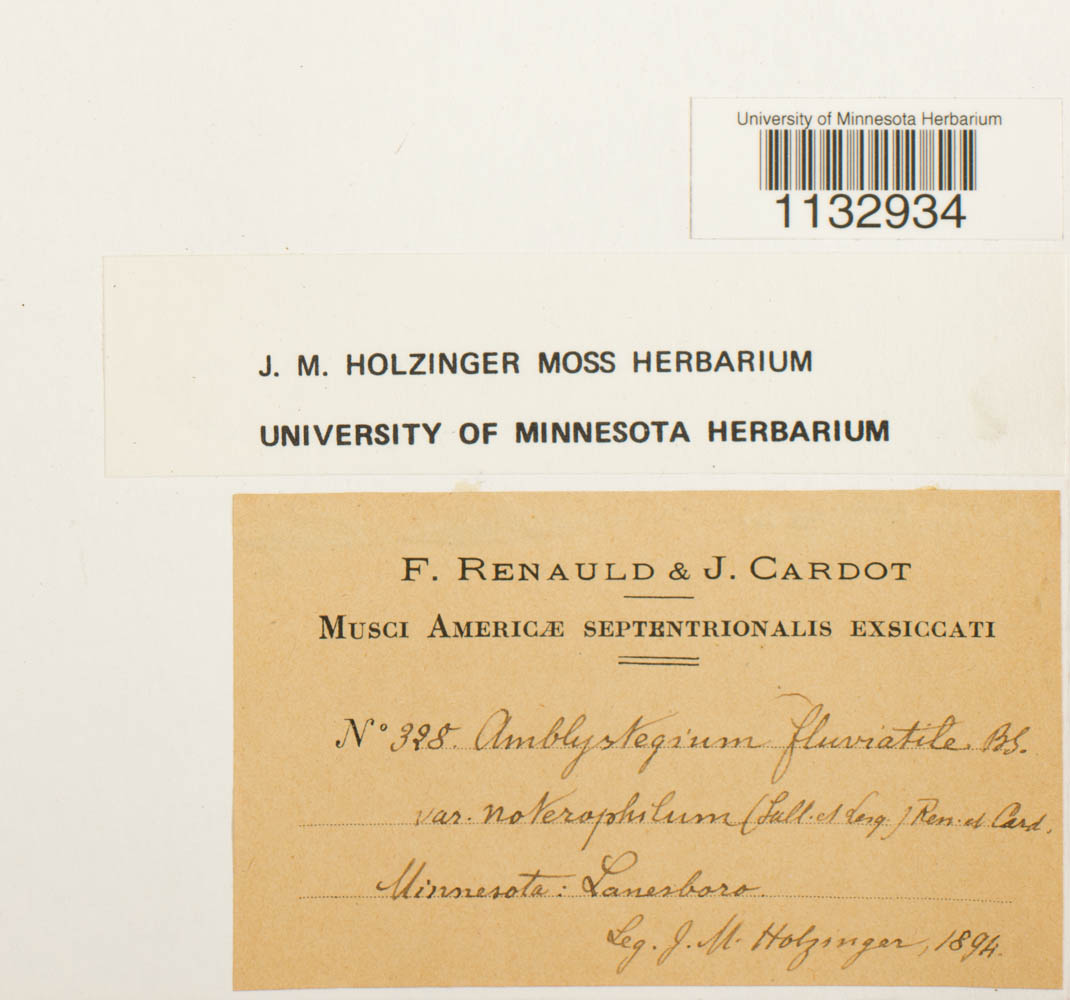 University of Minnesota Herbarium
1132934
J. M. HOLZINGER MOSS HERBARIUM
UNIVERSITY OF MINNESOTA HERBARIUM
F. RENAULD & J. CARDOT
MUSCI AMERICÆ SEPTENTRIONALIS EXSICCATI
N° 328. Amblystegium fluviatile BS.
var. noterophilum (Sull. et Lesq.) Ren. et Card.
Minnesota: Lanesboro.
Leg. J. M. Holzinger, 1894.